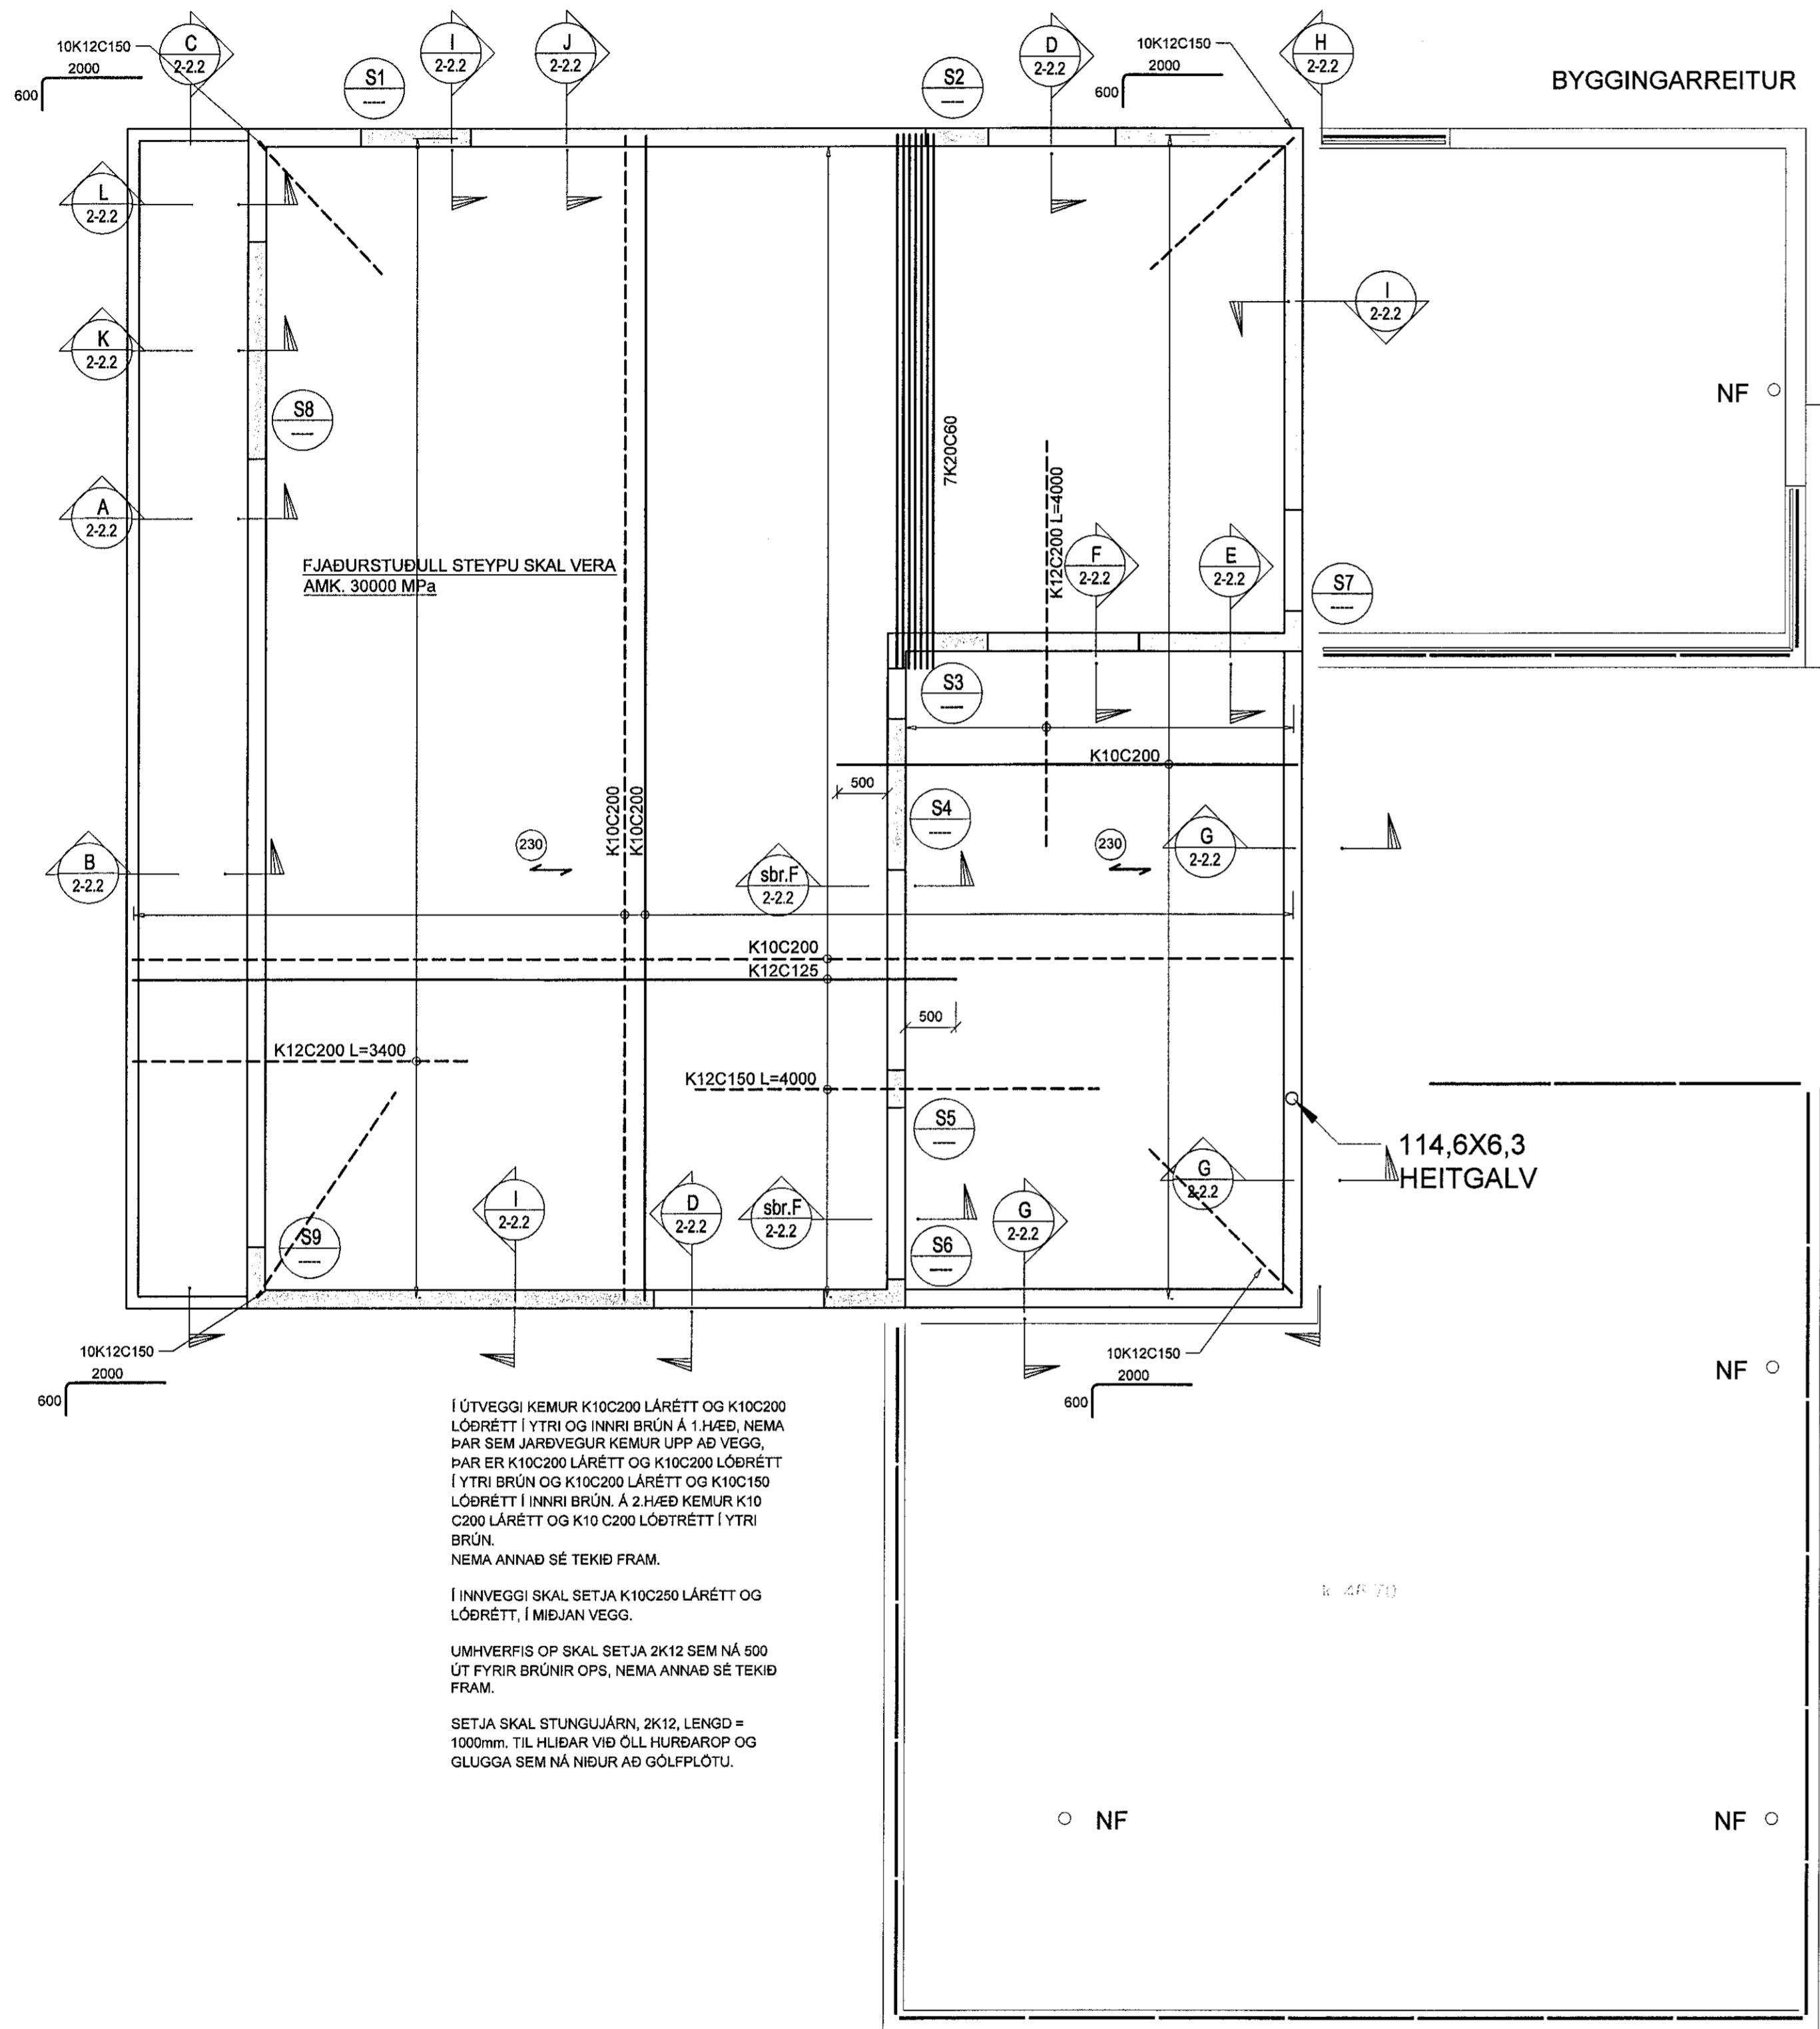 10K12C150
2000
600
C
2-2.2
S1
I
2-2.2
J
2-2.2
S2
D
2-2.2
10K12C150
2000
600
H
2-2.2
BYGGINGARREITUR
L
2-2.2
K
2-2.2
S8
A
2-2.2
I
2-2.2
NF
7K20C60
K12C200 L=4000
FJAÐURSTUÐULL STEYPU SKAL VERA
AMK. 30000 MPa
F
2-2.2
E
2-2.2
S7
S3
K10C200
500
S4
K10C200
K10C200
230
230
G
2-2.2
B
2-2.2
sbr.F
2-2.2
K10C200
K12C125
500
K12C200 L=3400
K12C150 L=4000
S5
114,6X6,3
HEITGALV
G
2-2.2
I
2-2.2
D
2-2.2
sbr.F
2-2.2
G
2-2.2
S9
S6
10K12C150
2000
600
10K12C150
2000
600
NF
Í ÚTVEGGI KEMUR K10C200 LÁRÉTT OG K10C200
LÓÐRÉTT Í YTRI OG INNRI BRÚN Á 1.HÆÐ, NEMA
ÞAR SEM JARÐVEGUR KEMUR UPP AÐ VEGG,
ÞAR ER K10C200 LÁRÉTT OG K10C200 LÓÐRÉTT
Í YTRI BRÚN OG K10C200 LÁRÉTT OG K10C150
LÓÐRÉTT Í INNRI BRÚN. Á 2.HÆÐ KEMUR K10
C200 LÁRÉTT OG K10 C200 LÓÐTRÉTT Í YTRI
BRÚN.
NEMA ANNAÐ SÉ TEKIÐ FRAM.
Í INNVEGGI SKAL SETJA K10C250 LÁRÉTT OG
LÓÐRÉTT, Í MIÐJAN VEGG.
UMHVERFIS OP SKAL SETJA 2K12 SEM NÁ 500
ÚT FYRIR BRÚNIR OPS, NEMA ANNAÐ SÉ TEKIÐ
FRAM.
SETJA SKAL STUNGUJÁRN, 2K12, LENGD =
1000mm. TIL HLIÐAR VIÐ ÖLL HURÐAROP OG
GLUGGA SEM NÁ NIÐUR AÐ GÓLFPLÖTU.
NF
NF